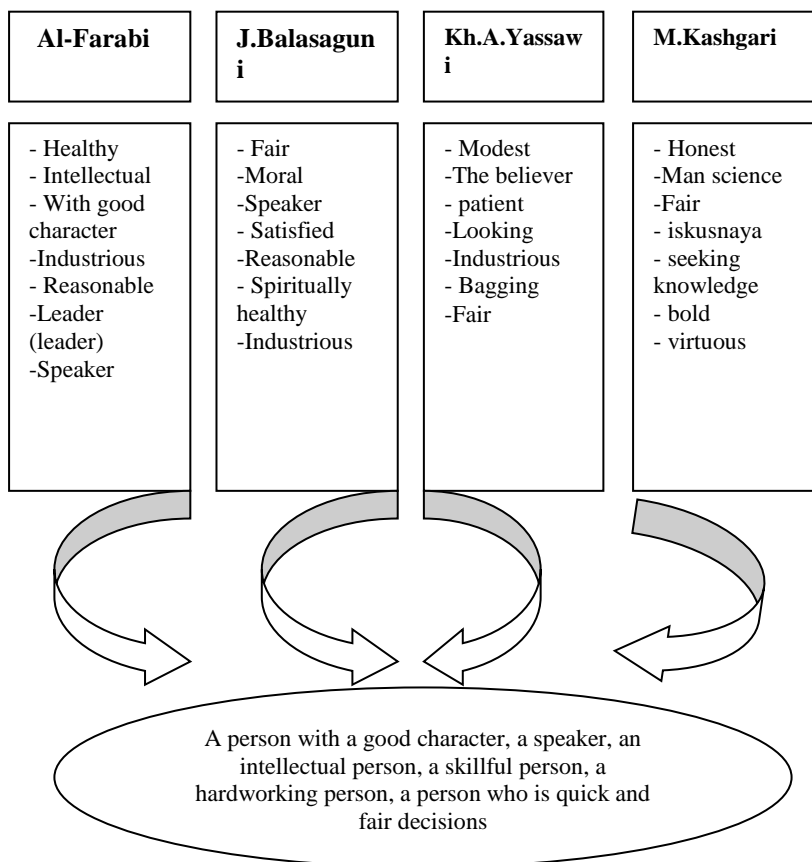 Al-Farabi
J.Balasagun
i
Kh.A.Yassaw
i
M.Kashgari
- Healthy
- Intellectual
- With good
character
-Industrious
- Reasonable
-Leader
(leader)
-Speaker
- Fair
-Moral
-Speaker
- Satisfied
-Reasonable
- Spiritually
healthy
-Industrious
- Modest
-The believer
- patient
-Looking
-Industrious
- Bagging
-Fair
- Honest
-Man science
-Fair
- iskusnaya
- seeking
knowledge
- bold
- virtuous
A person with a good character, a speaker, an
intellectual person, a skillful person, a
hardworking person, a person who is quick and
fair decisions